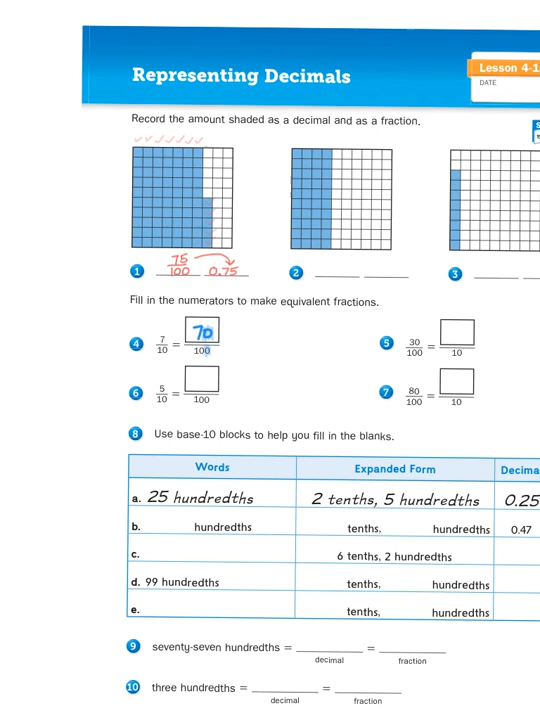 Representing Decimals
Lesson 4-1
DATE
Record the amount shaded as a decimal and as a fraction.
1 75/100 0.75
2
3
Fill in the numerators to make equivalent fractions.
4 7/10 = 70/100
5 30/100 = /10
6 5/10 = /100
7 80/100 = /10
8 Use base-10 blocks to help you fill in the blanks.
Words Expanded Form Decima
a. 25 hundredths 2 tenths, 5 hundredths 0.25
b. hundredths tenths, hundredths 0.47
c. 6 tenths, 2 hundredths
d. 99 hundredths tenths, hundredths
e. tenths, hundredths
9 seventy-seven hundredths = ________ = ________
decimal fraction
10 three hundredths = ________ = ________
decimal fraction